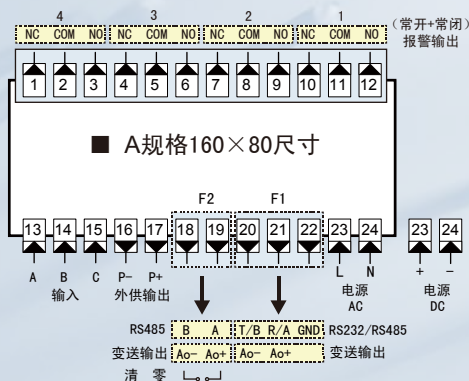 4 3 2 1
NC COM NO NC COM NO NC COM NO NC COM NO
(常开+常闭)
报警输出
1 2 3 4 5 6 7 8 9 10 11 12
■ A规格160×80尺寸
F2 F1
13 14 15 16 17 18 19 20 21 22 23 24 23 24
A B C P- P+ L N + -
输入 外供输出 电源 电源
AC DC
RS485 B A T/B R/A GND RS232/RS485
变送输出 Ao- Ao+ Ao- Ao+ 变送输出
清 零